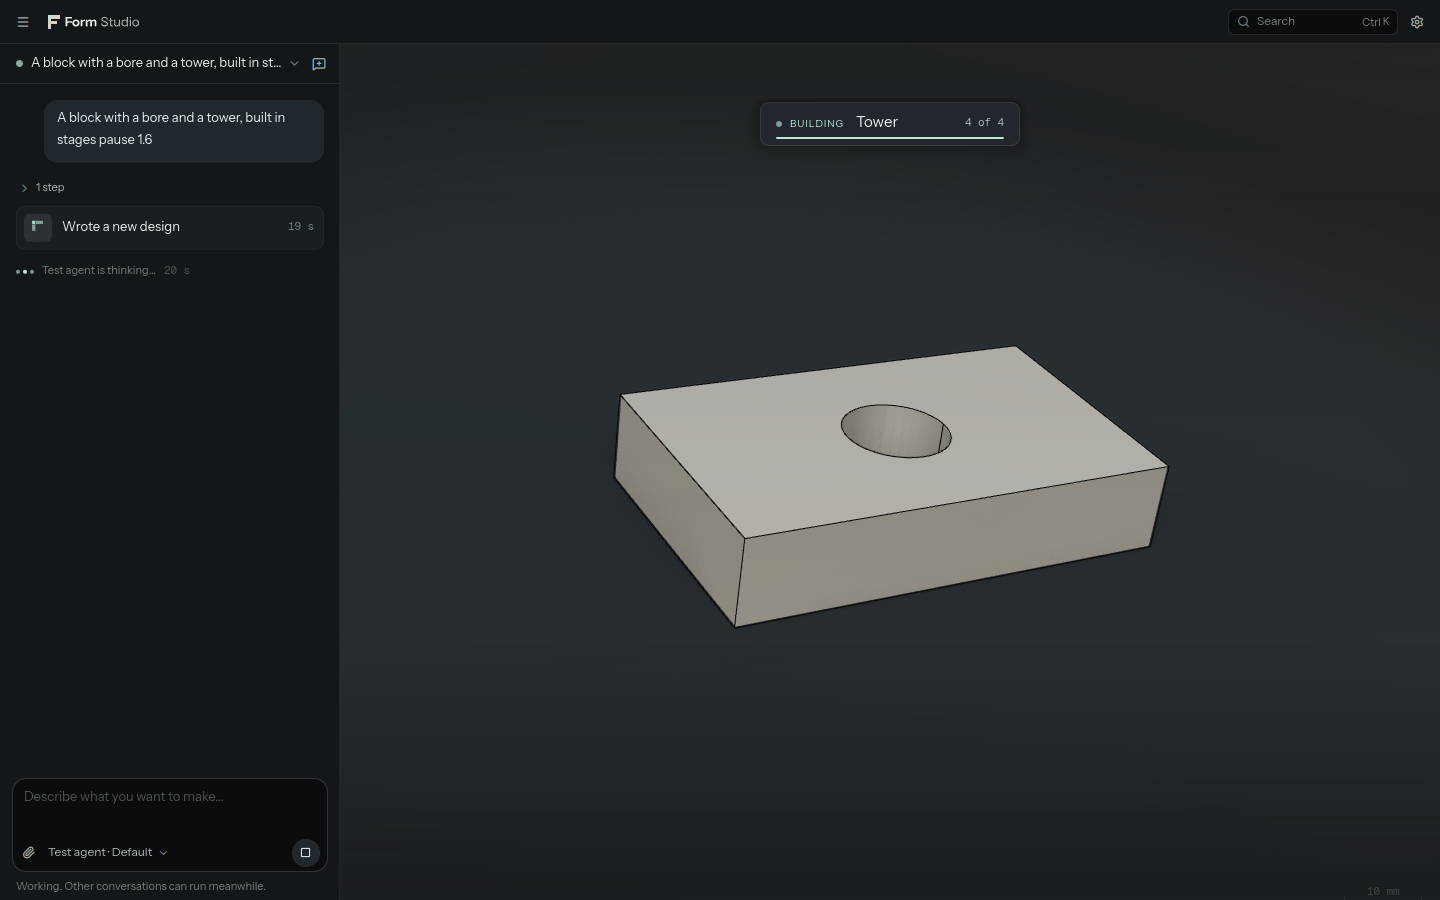 Form Studio
Search
Ctrl K
A block with a bore and a tower, built in st...
A block with a bore and a tower, built in
stages pause 1.6
1 step
Wrote a new design
19 s
Test agent is thinking...
20 s
BUILDING
Tower
4 of 4
Describe what you want to make...
Test agent · Default
Working. Other conversations can run meanwhile.
10 mm